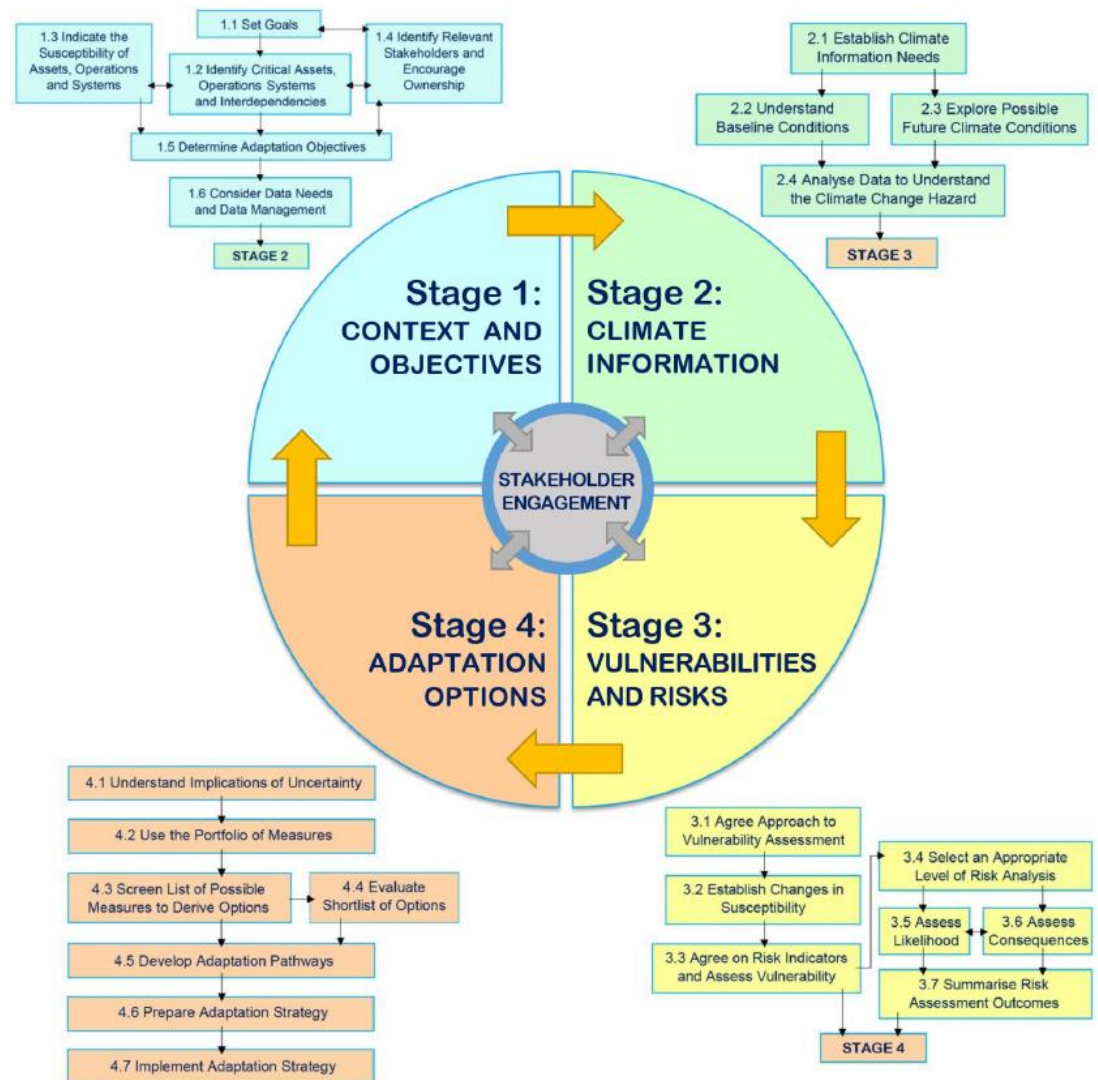 1.1 Set Goals
1.3 Indicate the
Susceptibility of
Assets, Operations
and Systems
1.2 Identify Critical Assets,
Operations Systems
and Interdependencies
1.4 Identify Relevant
Stakeholders and
Encourage
Ownership
1.5 Determine Adaptation Objectives
1.6 Consider Data Needs
and Data Management
STAGE 2
2.1 Establish Climate
Information Needs
2.2 Understand
Baseline Conditions
2.3 Explore Possible
Future Climate Conditions
2.4 Analyse Data to Understand
the Climate Change Hazard
STAGE 3
Stage 1:
CONTEXT AND
OBJECTIVES
Stage 2:
CLIMATE
INFORMATION
STAKEHOLDER
ENGAGEMENT
Stage 4:
ADAPTATION
OPTIONS
Stage 3:
VULNERABILITIES
AND RISKS
4.1 Understand Implications of Uncertainty
4.2 Use the Portfolio of Measures
4.3 Screen List of Possible
Measures to Derive Options
4.4 Evaluate
Shortlist of Options
4.5 Develop Adaptation Pathways
4.6 Prepare Adaptation Strategy
4.7 Implement Adaptation Strategy
3.1 Agree Approach to
Vulnerability Assessment
3.2 Establish Changes in
Susceptibility
3.3 Agree on Risk Indicators
and Assess Vulnerability
3.4 Select an Appropriate
Level of Risk Analysis
3.5 Assess
Likelihood
3.6 Assess
Consequences
3.7 Summarise Risk
Assessment Outcomes
STAGE 4